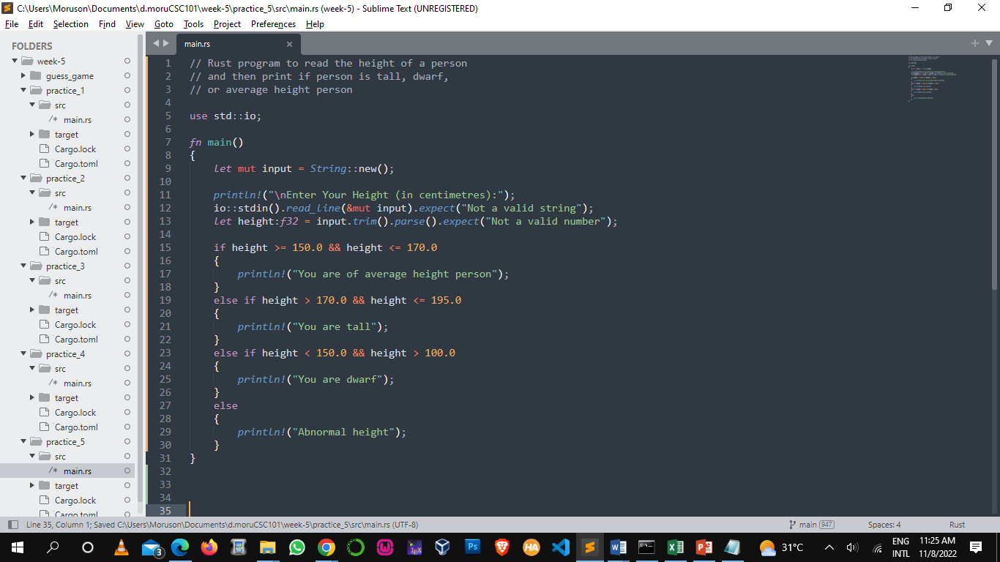 C:\Users\Moruson\Documents\d.moruCSC101\week-5\practice_5\src\main.rs (week-5) - Sublime Text (UNREGISTERED)
File Edit Selection Find View Goto Tools Project Preferences Help
FOLDERS
week-5
guess_game
practice_1
src
/* main.rs
target
Cargo.lock
Cargo.toml
practice_2
src
/* main.rs
target
Cargo.lock
Cargo.toml
practice_3
src
/* main.rs
target
Cargo.lock
Cargo.toml
practice_4
src
/* main.rs
target
Cargo.lock
Cargo.toml
practice_5
src
/* main.rs
target
Cargo.lock
Cargo.toml
main.rs
1 // Rust program to read the height of a person
2 // and then print if person is tall, dwarf,
3 // or average height person
4
5 use std::io;
6
7 fn main()
8 {
9     let mut input = String::new();
10
11     println!("\nEnter Your Height (in centimetres):");
12     io::stdin().read_line(&mut input).expect("Not a valid string");
13     let height:f32 = input.trim().parse().expect("Not a valid number");
14
15     if height >= 150.0 && height <= 170.0
16     {
17         println!("You are of average height person");
18     }
19     else if height > 170.0 && height <= 195.0
20     {
21         println!("You are tall");
22     }
23     else if height < 150.0 && height > 100.0
24     {
25         println!("You are dwarf");
26     }
27     else
28     {
29         println!("Abnormal height");
30     }
31 }
32
33
34
35
Line 35, Column 1; Saved C:\Users\Moruson\Documents\d.moruCSC101\week-5\practice_5\src\main.rs (UTF-8) main 947 Spaces: 4 Rust
3 Ps HA 31°C ENG 11:25 AM
INTL 11/8/2022